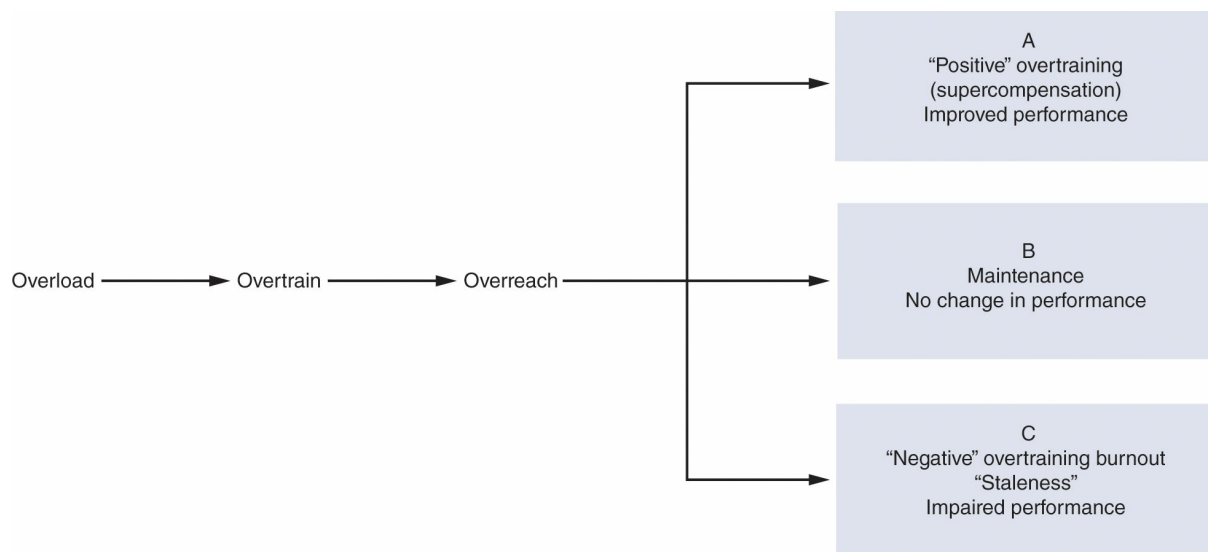 A
“Positive” overtraining
(supercompensation)
Improved performance
Overload
Overtrain
Overreach
B
Maintenance
No change in performance
C
“Negative” overtraining burnout
“Staleness”
Impaired performance